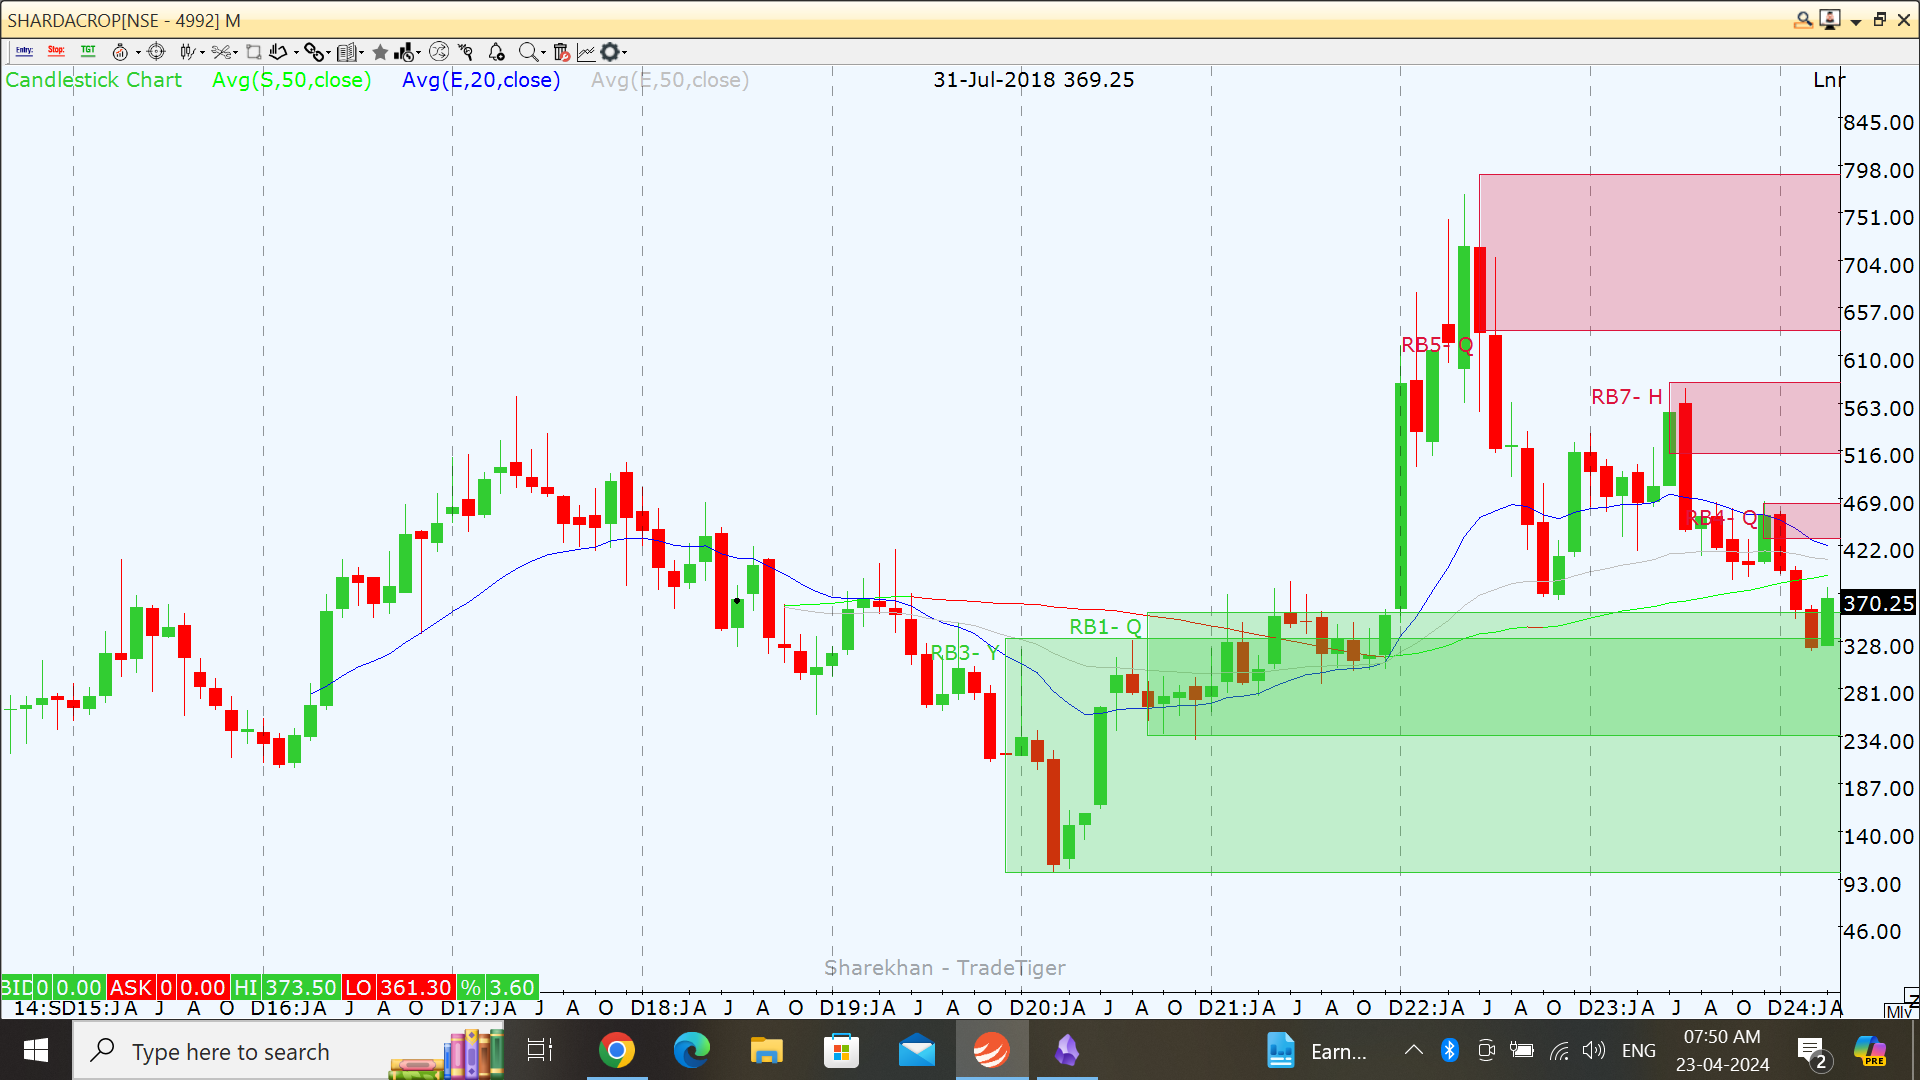 SHARDACROP[NSE - 4992] M
Entry: Stop: TGT
Candlestick Chart Avg(S,50,close) Avg(E,20,close) Avg(E,50,close) 31-Jul-2018 369.25 Lnr
845.00
798.00
751.00
704.00
657.00
610.00
RB5- Q
563.00
RB7- H
516.00
469.00
RB4- Q
422.00
370.25
RB1- Q
328.00
RB3- Y
281.00
234.00
187.00
140.00
93.00
46.00
Sharekhan - TradeTiger
BID 0 0.00 ASK 0 0.00 HI 373.50 LO 361.30 % 3.60
14:S D15:J A J A O D16:J A J A O D17:J A J A O D18:J A J A O D19:J A J A O D20:J A J A O D21:J A J A O D22:J A J A O D23:J A J A O D24:J A
Z
Mly
Type here to search
Earn...
ENG
07:50 AM
23-04-2024
2
PRE